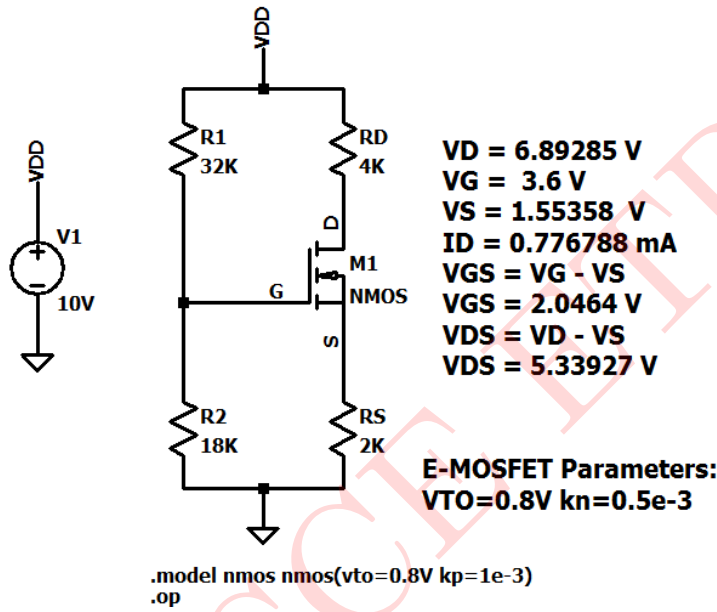 VDD
R1
32K
RD
4K
VDD
V1
10V
D
M1
NMOS
G
S
R2
18K
RS
2K
VD = 6.89285 V
VG = 3.6 V
VS = 1.55358 V
ID = 0.776788 mA
VGS = VG - VS
VGS = 2.0464 V
VDS = VD - VS
VDS = 5.33927 V
E-MOSFET Parameters:
VTO=0.8V kn=0.5e-3
.model nmos nmos(vto=0.8V kp=1e-3)
.op